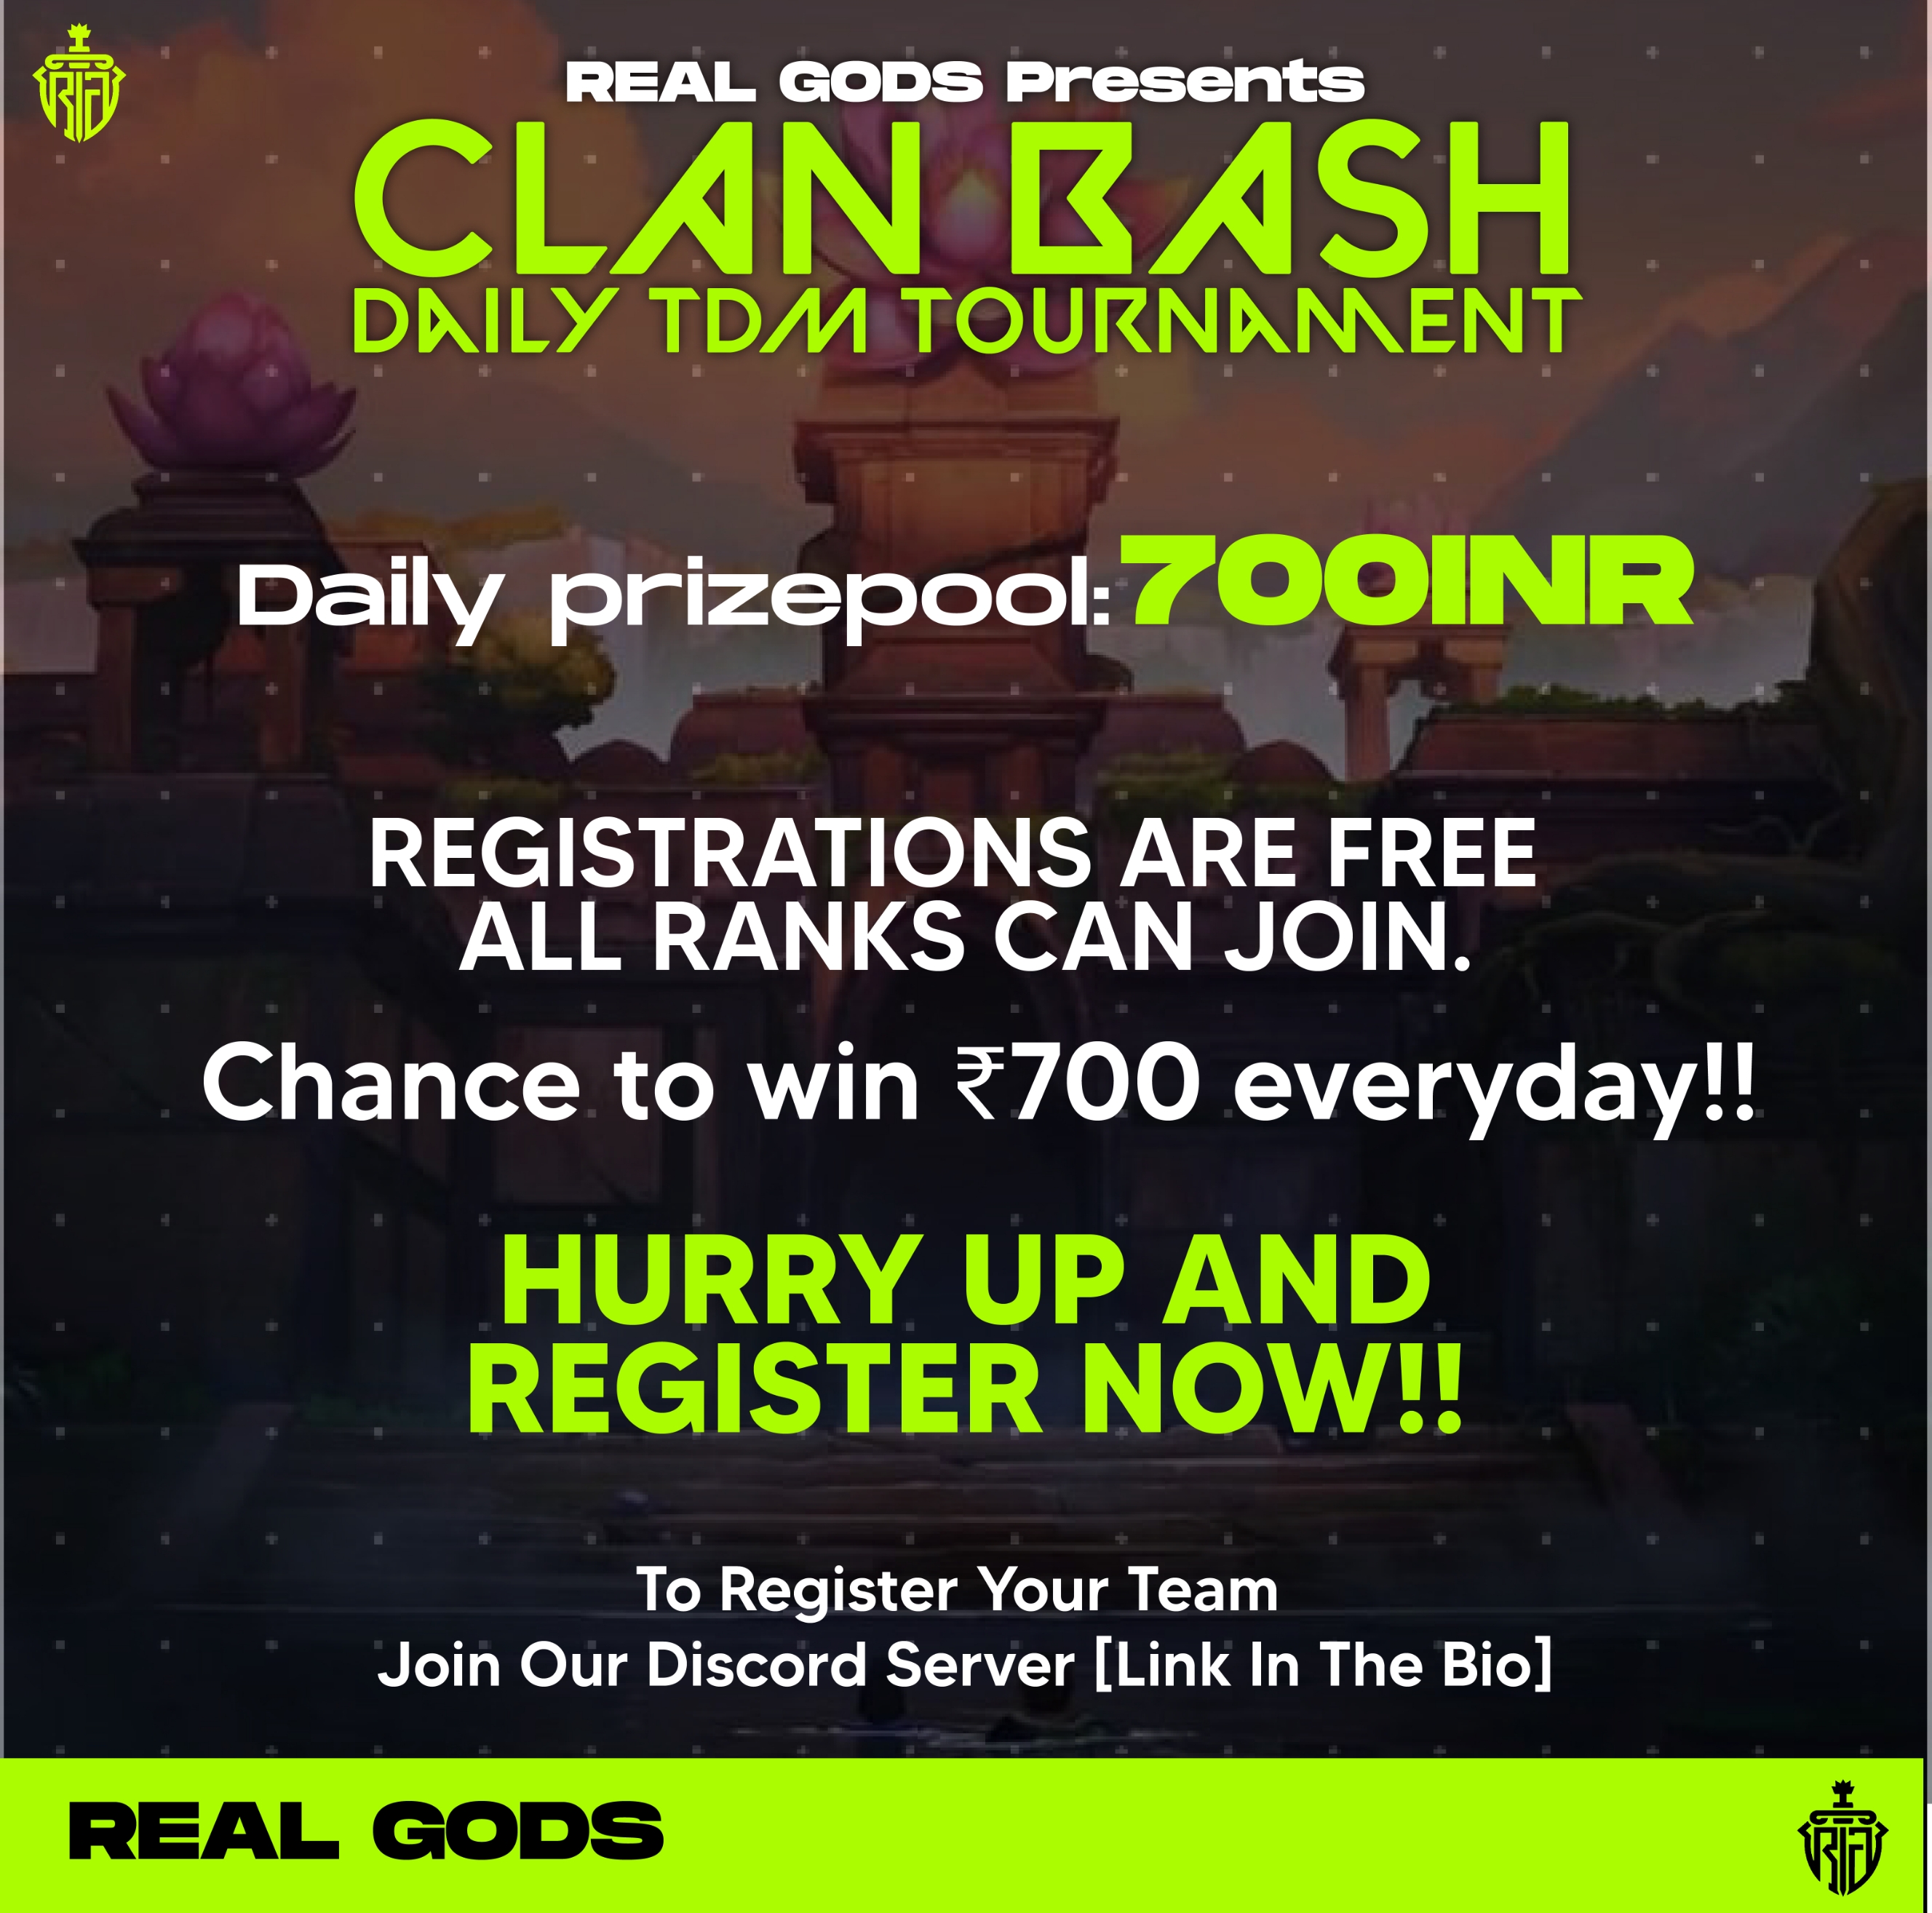 REAL GODS Presents
CLAN BASH
DAILY TDM TOURNAMENT
Daily prizepool: 700INR
REGISTRATIONS ARE FREE
ALL RANKS CAN JOIN.
Chance to win ₹700 everyday!!
HURRY UP AND
REGISTER NOW!!
To Register Your Team
Join Our Discord Server [Link In The Bio]
REAL GODS